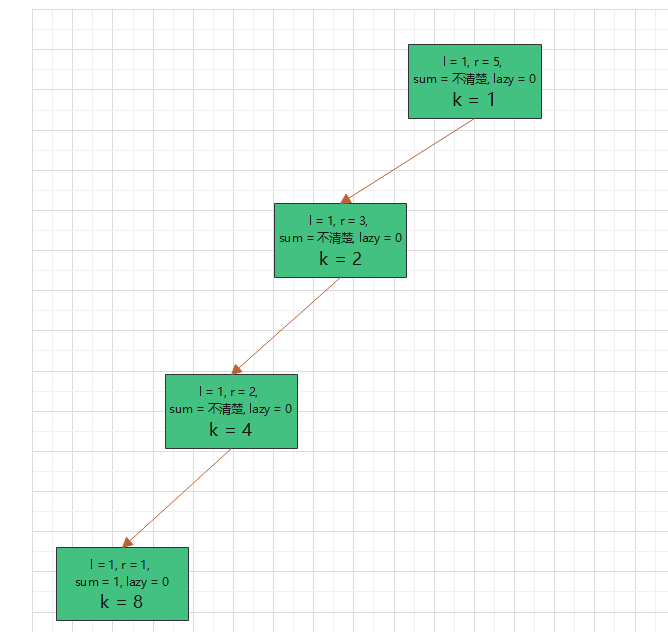 l = 1, r = 5,
sum = 不清楚, lazy = 0
k = 1
l = 1, r = 3,
sum = 不清楚, lazy = 0
k = 2
l = 1, r = 2,
sum = 不清楚, lazy = 0
k = 4
l = 1, r = 1,
sum = 1, lazy = 0
k = 8